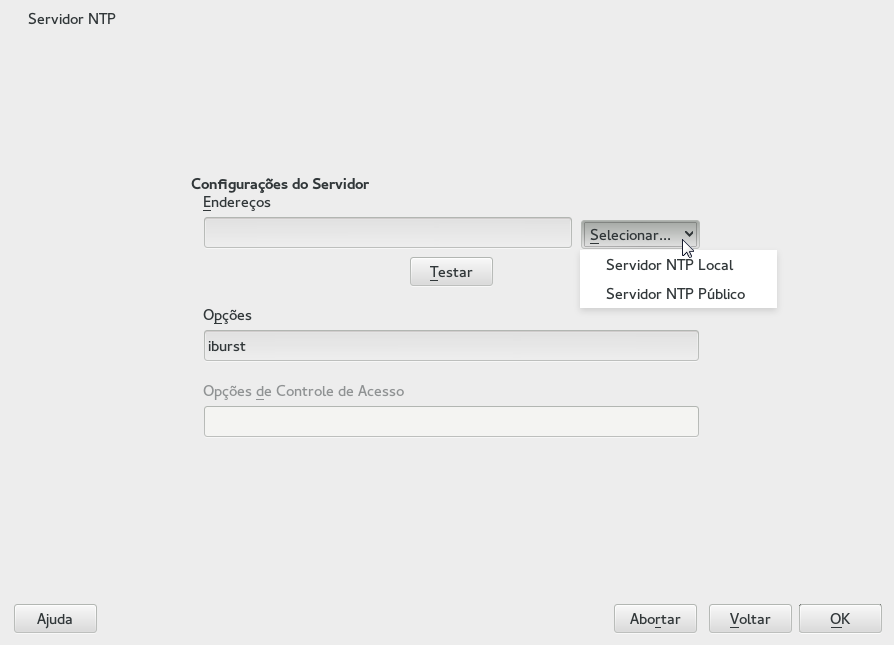 Servidor NTP
Configurações do Servidor
Endereços
Selecionar...
Servidor NTP Local
Servidor NTP Público
Testar
Opções
iburst
Opções de Controle de Acesso
Ajuda
Abortar
Voltar
OK